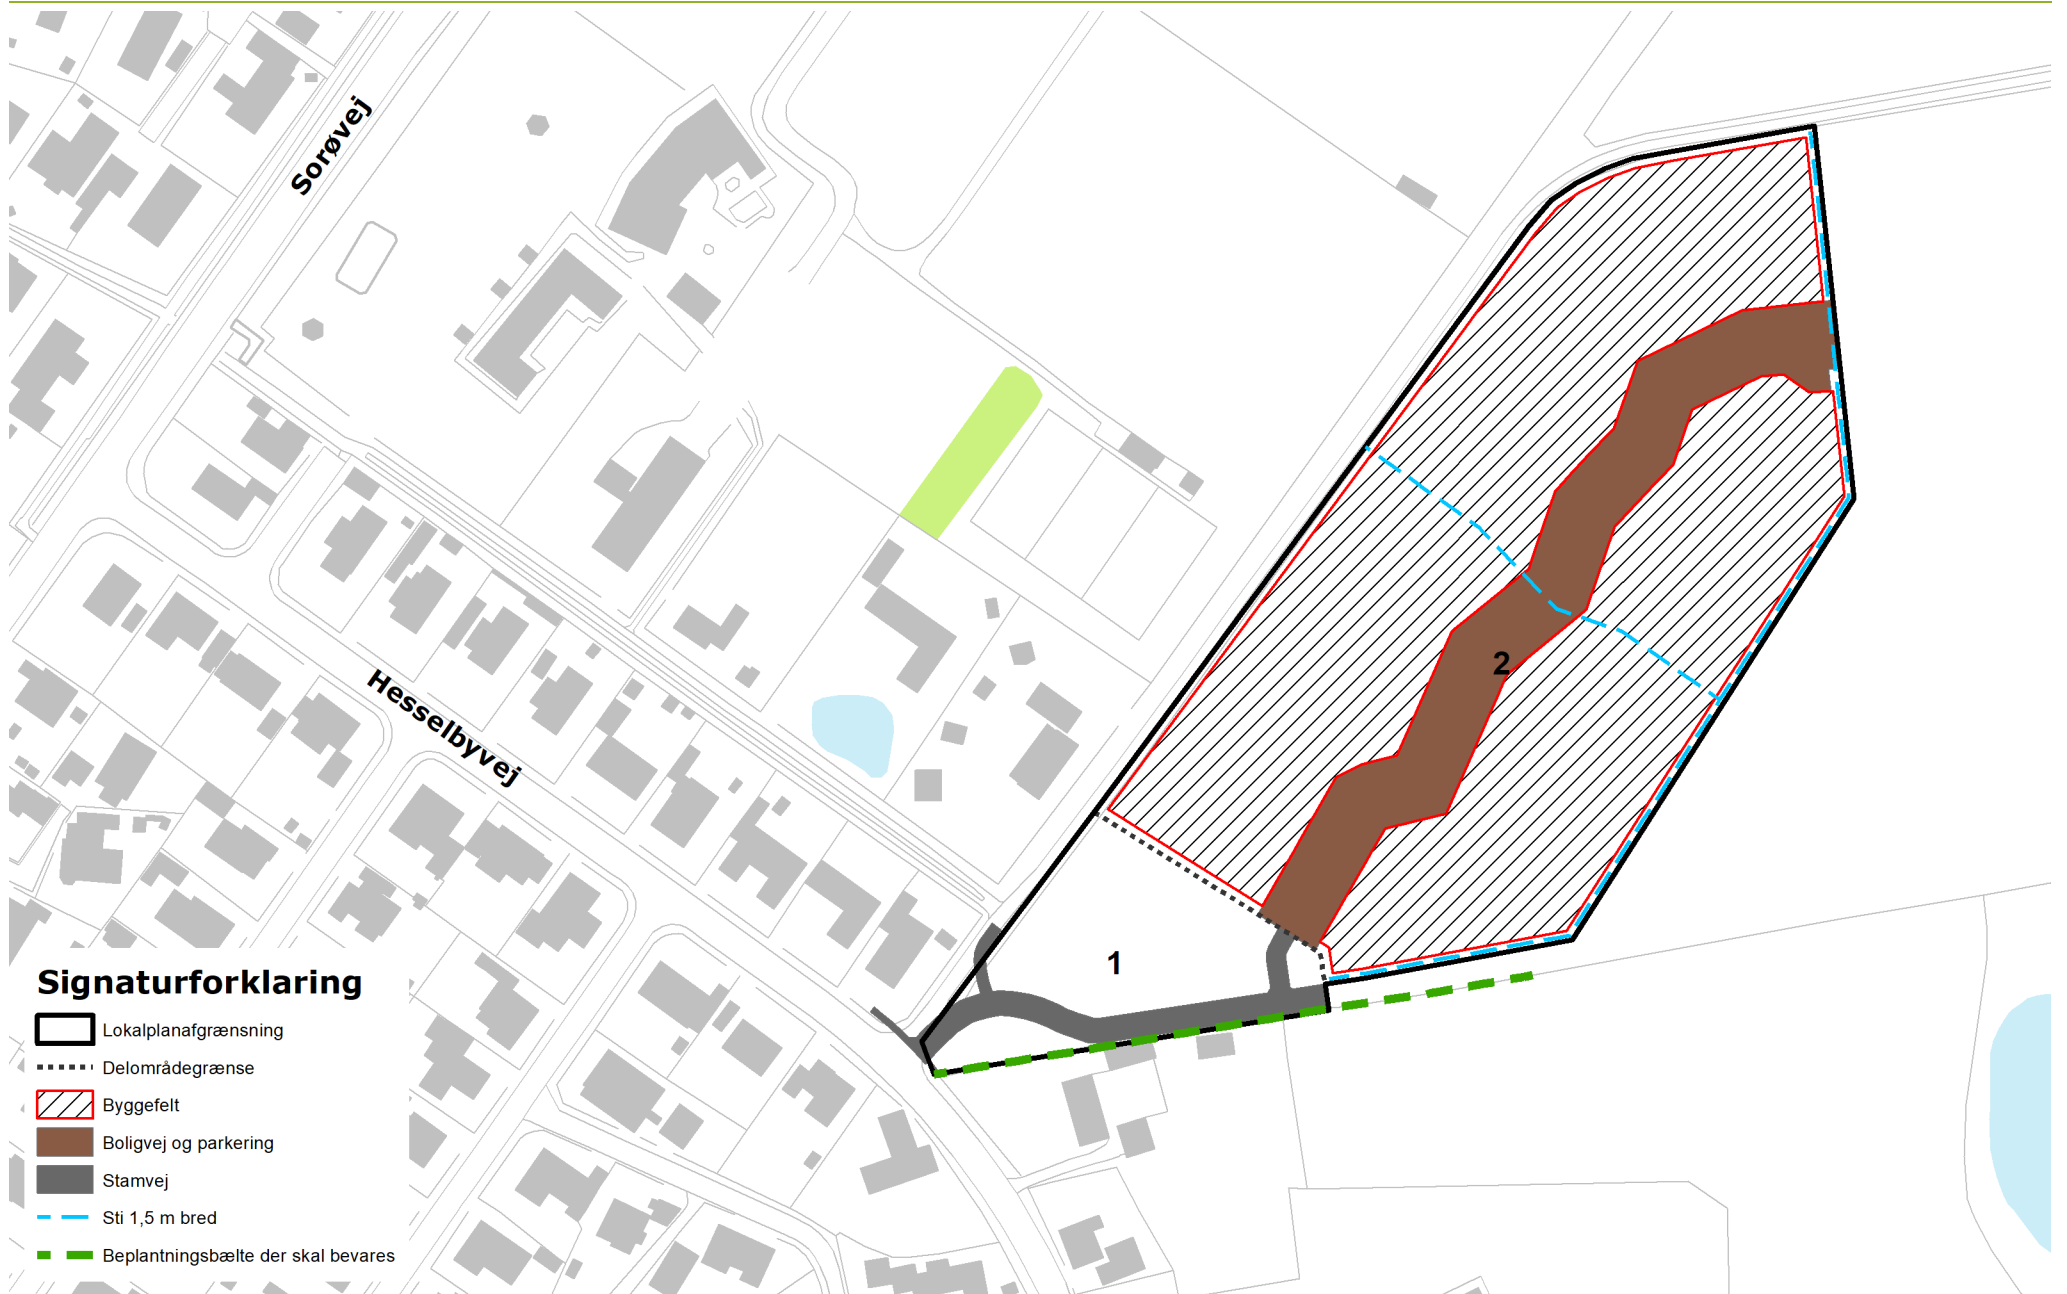 Sorøvej
Hesselbyvej
2
1
Signaturforklaring
Lokalplanafgrænsning
Delområdegrænse
Byggefelt
Boligvej og parkering
Stamvej
Sti 1,5 m bred
Beplantningsbælte der skal bevares